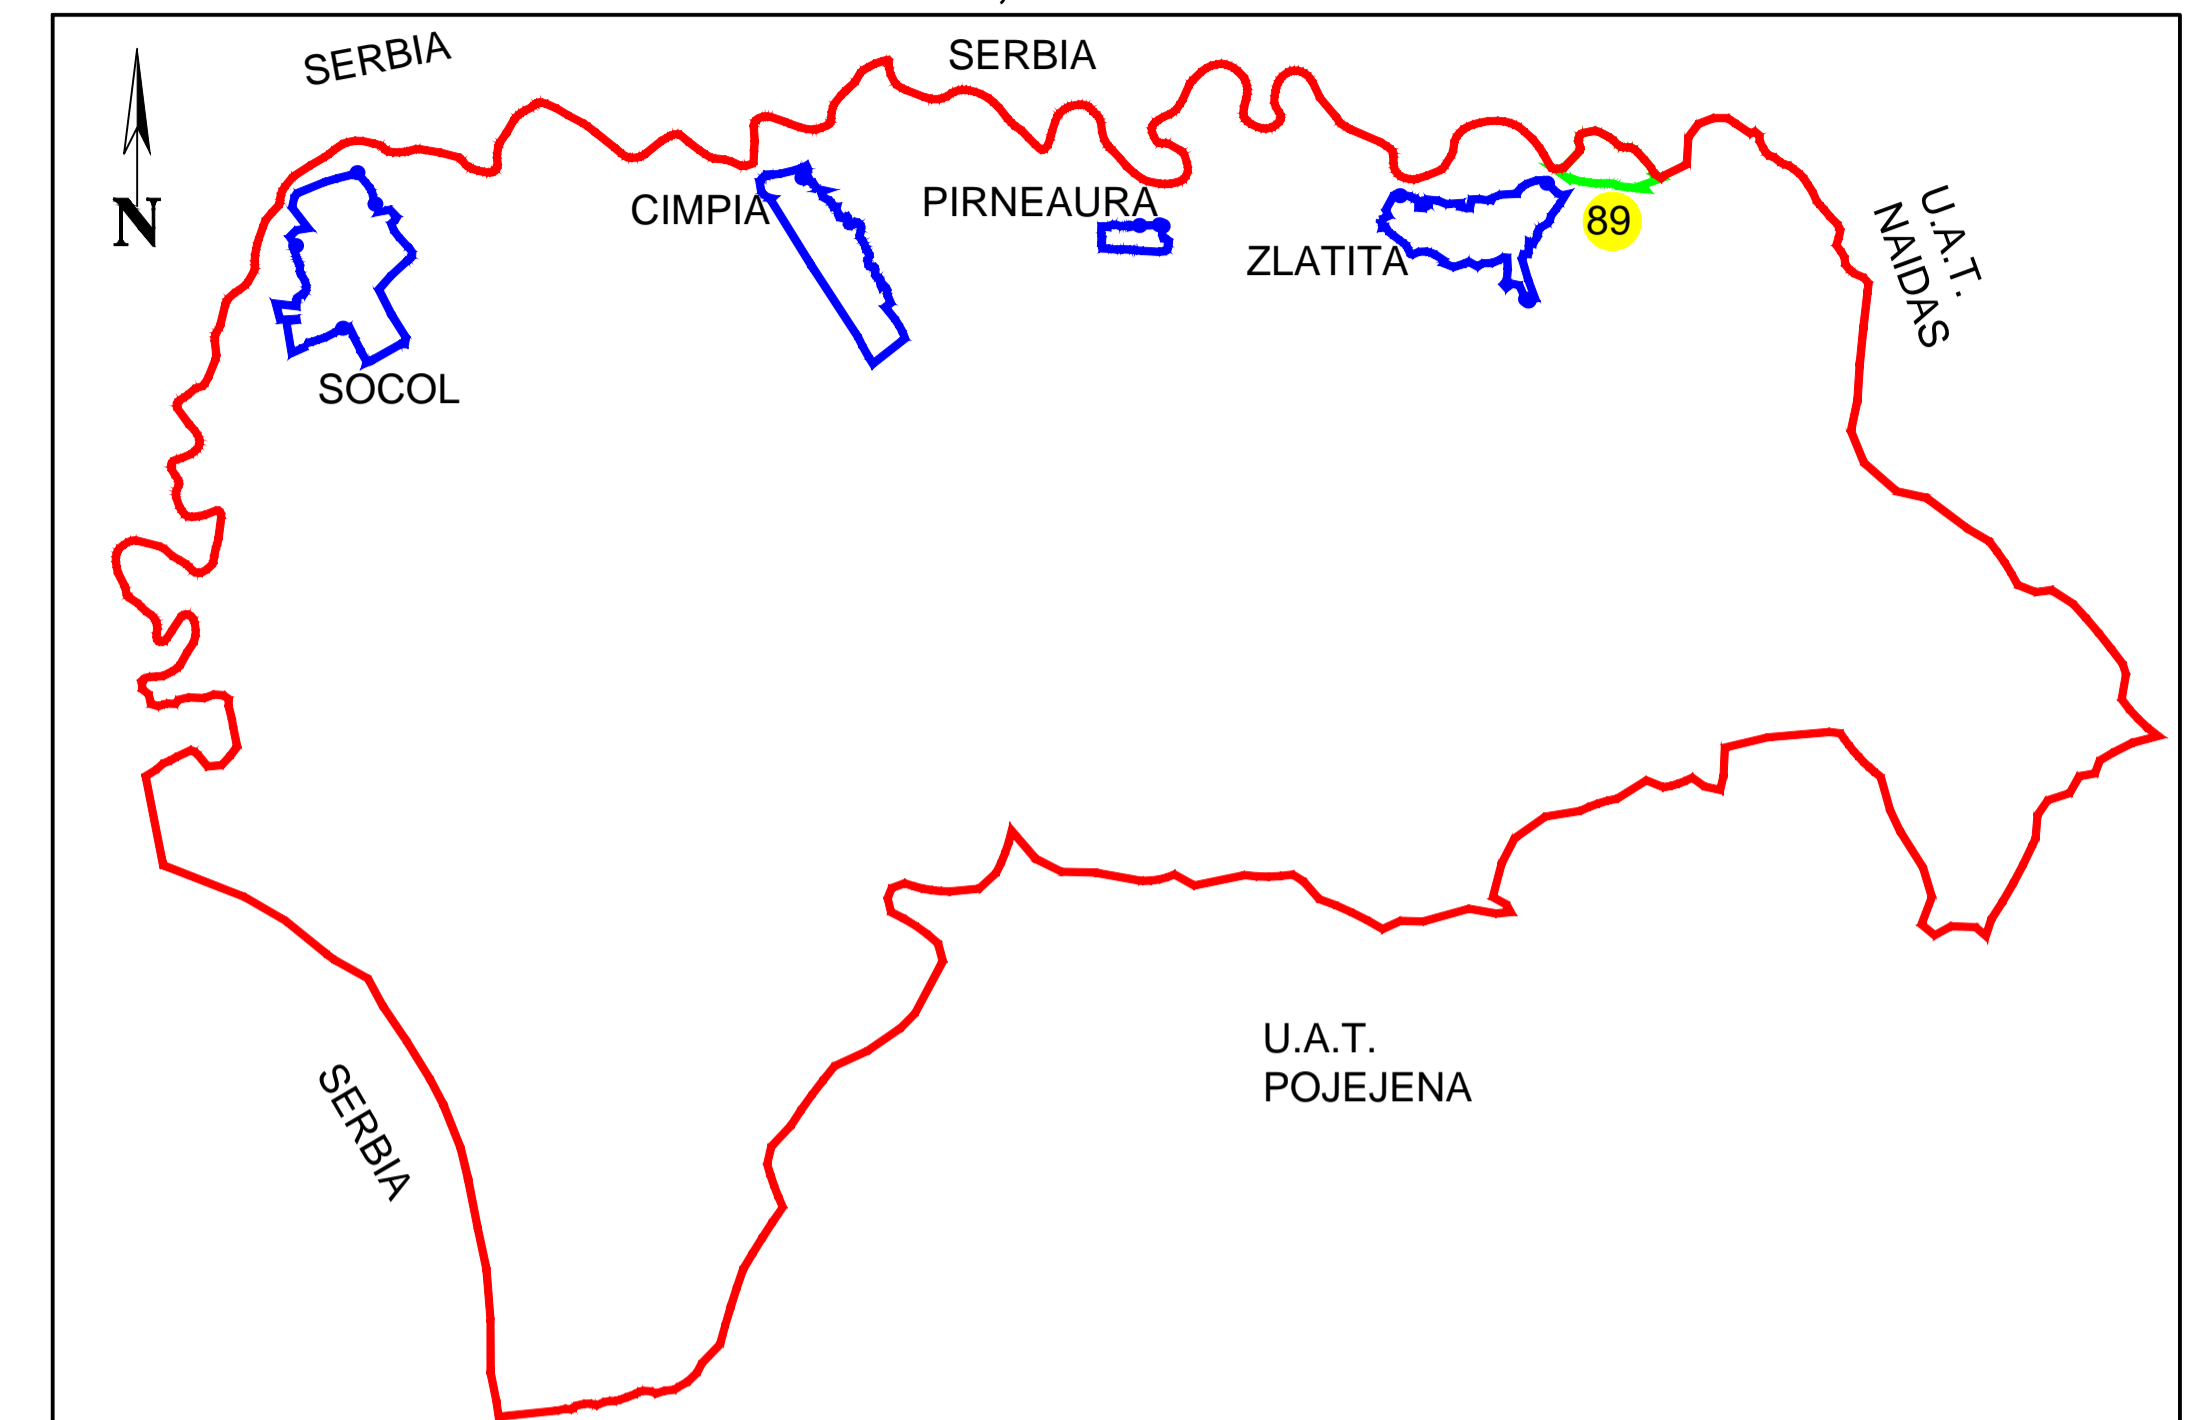 SERBIA
SERBIA
N
CIMPIA
PIRNEAURA
ZLATITA
89
U.A.T.
NAIDAS
SOCOL
U.A.T.
POJEJENA
SERBIA